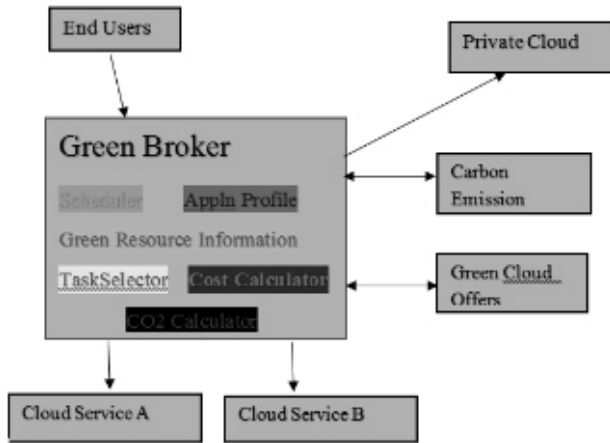 End Users
Private Cloud
Green Broker
Scheduler
Appln Profile
Green Resource Information
TaskSelector
Cost Calculator
CO2 Calculator
Carbon
Emission
Green Cloud
Offers
Cloud Service A
Cloud Service B